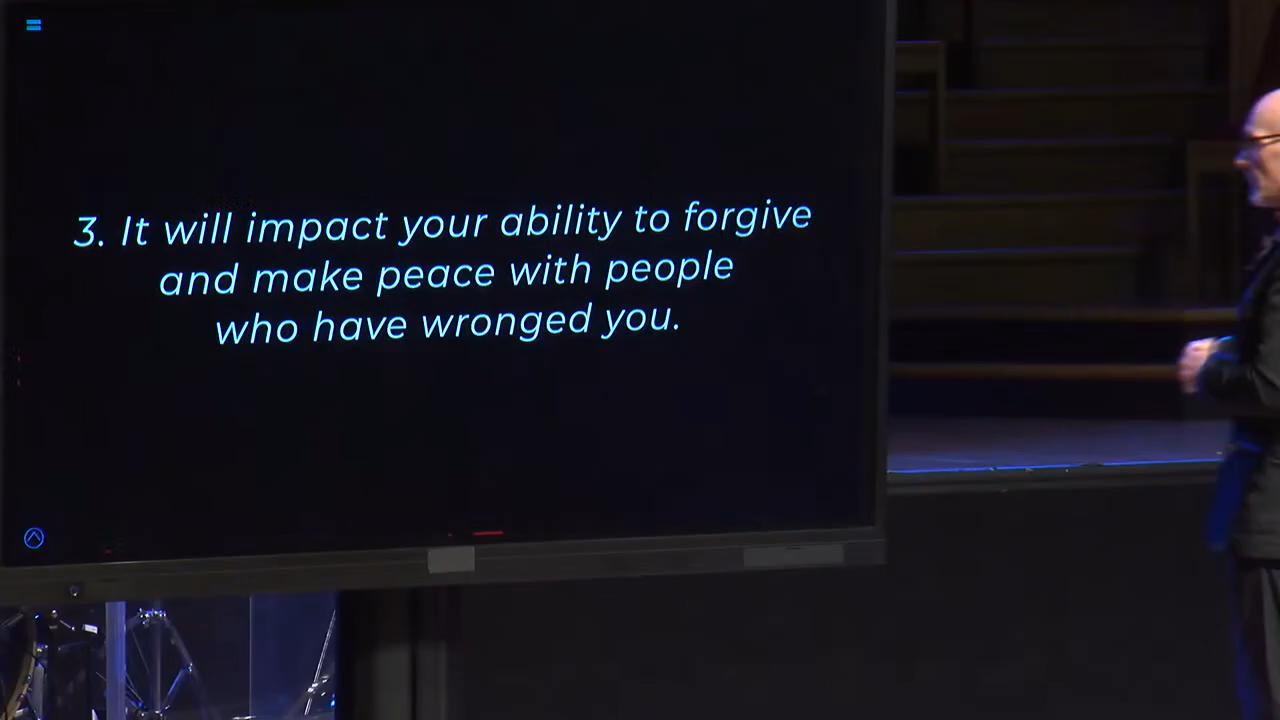 3. It will impact your ability to forgive
and make peace with people
who have wronged you.